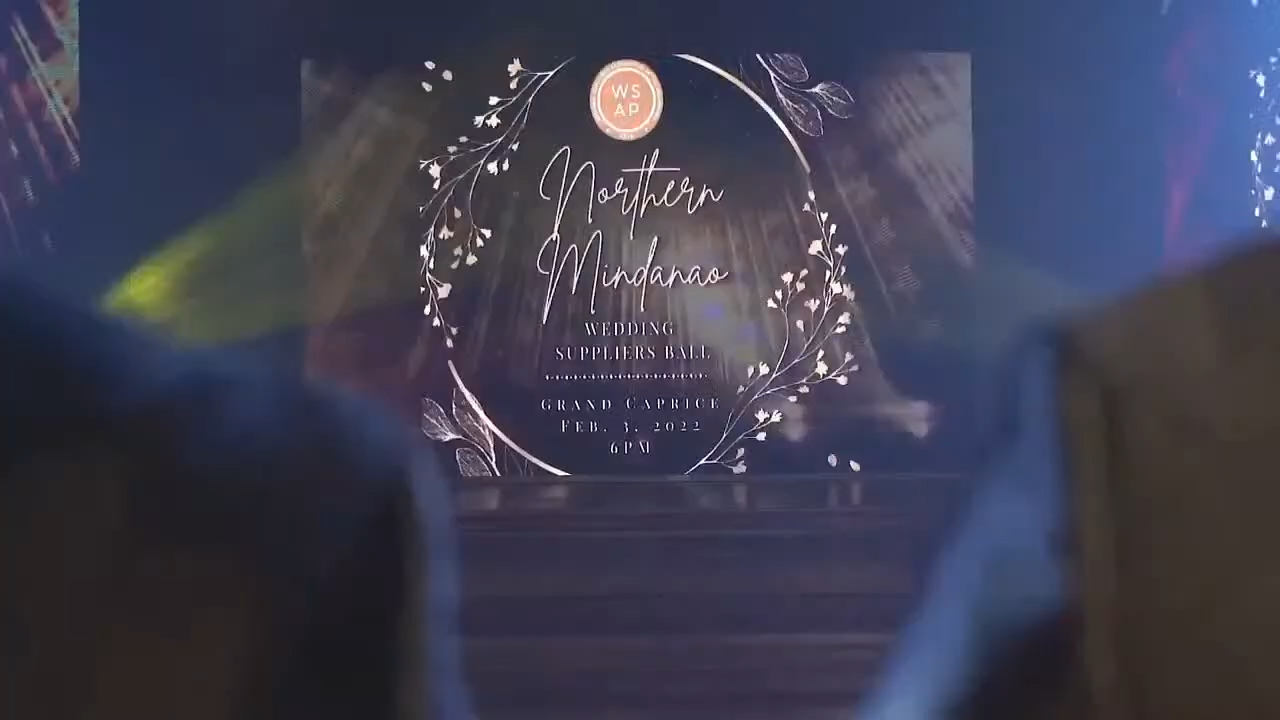 WS
AP
Northern
Mindanao
WEDDING
SUPPLIERS BALL
GRAND CAPRICE
FEB. 3, 2022
6PM